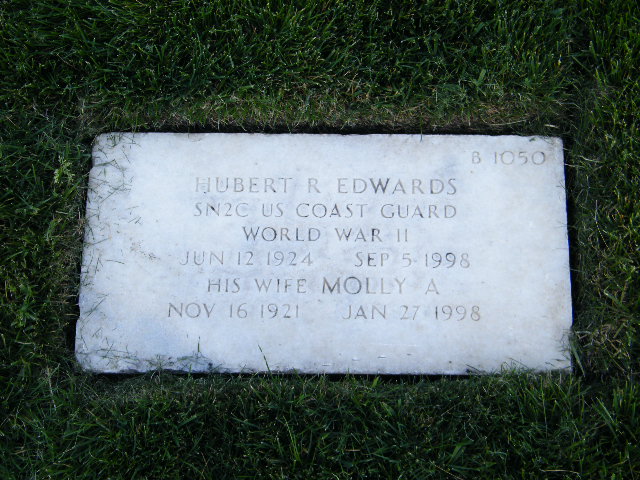 B 1050
HUBERT R EDWARDS
SN2C US COAST GUARD
WORLD WAR II
JUN 12 1924 SEP 5 1998
HIS WIFE MOLLY A
NOV 16 1921 JAN 27 1998